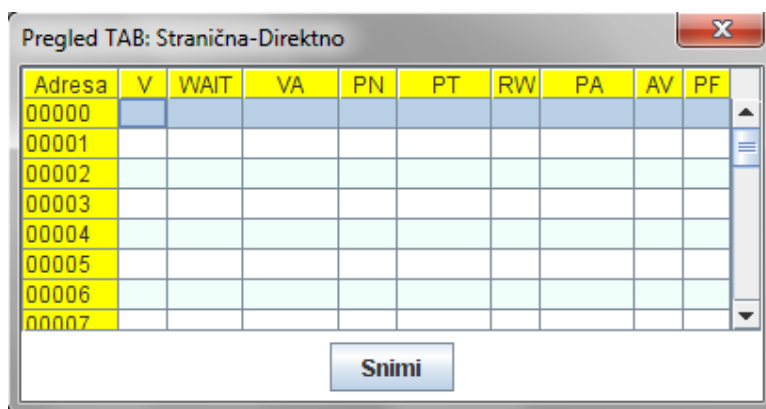 Pregled TAB: Stranična-Direktno
Adresa V WAIT VA PN PT RW PA AV PF
00000
00001
00002
00003
00004
00005
00006
00007
Snimi